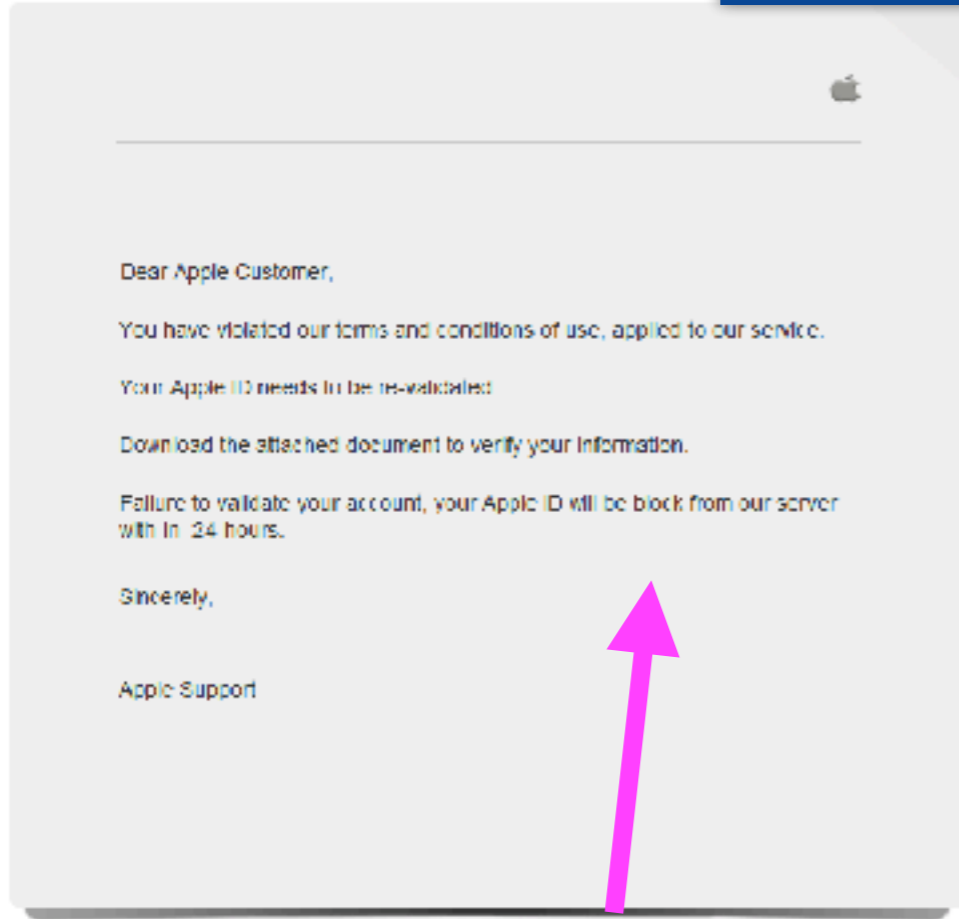 Dear Apple Customer,
You have violated our terms and conditions of use, applied to our service.
Your Apple ID needs to be re-validated
Download the attached document to verify your information.
Failure to validate your account, your Apple ID will be block from our server
with in 24 hours.
Sincerely,
Apple Support